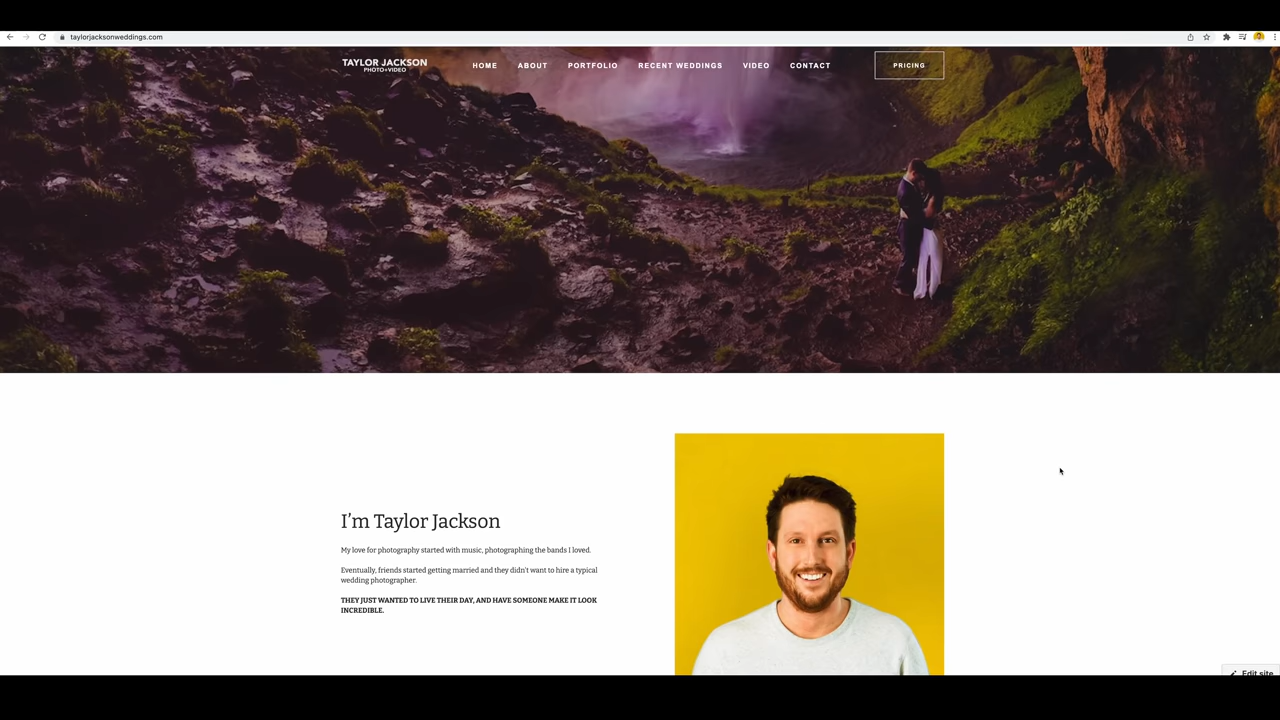 taylorjacksonweddings.com
TAYLOR JACKSON
PHOTO+VIDEO
HOME ABOUT PORTFOLIO RECENT WEDDINGS VIDEO CONTACT PRICING
I'm Taylor Jackson
My love for photography started with music, photographing the bands I loved.
Eventually, friends started getting married and they didn't want to hire a typical
wedding photographer.
THEY JUST WANTED TO LIVE THEIR DAY, AND HAVE SOMEONE MAKE IT LOOK
INCREDIBLE.
Edit site